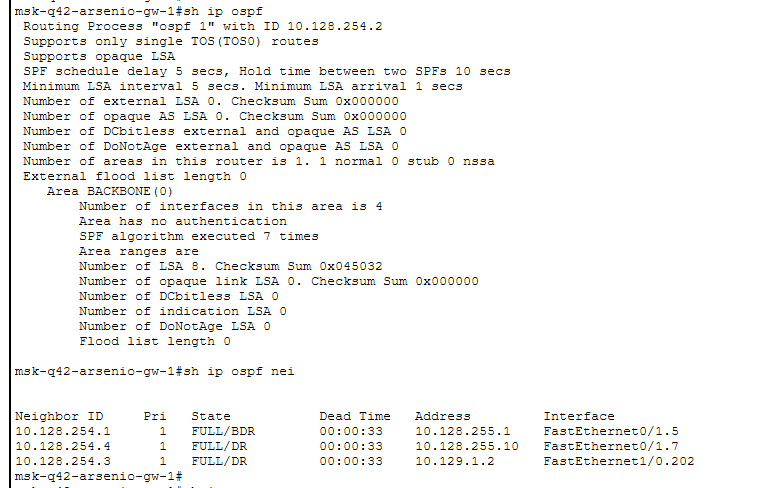 msk-q42-arsenio-gw-1#sh ip ospf
Routing Process "ospf 1" with ID 10.128.254.2
Supports only single TOS(TOS0) routes
Supports opaque LSA
SPF schedule delay 5 secs, Hold time between two SPFs 10 secs
Minimum LSA interval 5 secs. Minimum LSA arrival 1 secs
Number of external LSA 0. Checksum Sum 0x000000
Number of opaque AS LSA 0. Checksum Sum 0x000000
Number of DCbitless external and opaque AS LSA 0
Number of DoNotAge external and opaque AS LSA 0
Number of areas in this router is 1. 1 normal 0 stub 0 nssa
External flood list length 0
Area BACKBONE(0)
Number of interfaces in this area is 4
Area has no authentication
SPF algorithm executed 7 times
Area ranges are
Number of LSA 8. Checksum Sum 0x045032
Number of opaque link LSA 0. Checksum Sum 0x000000
Number of DCbitless LSA 0
Number of indication LSA 0
Number of DoNotAge LSA 0
Flood list length 0
msk-q42-arsenio-gw-1#sh ip ospf nei
Neighbor ID Pri State Dead Time Address Interface
10.128.254.1 1 FULL/BDR 00:00:33 10.128.255.1 FastEthernet0/1.5
10.128.254.4 1 FULL/DR 00:00:33 10.128.255.10 FastEthernet0/1.7
10.128.254.3 1 FULL/DR 00:00:33 10.129.1.2 FastEthernet1/0.202
msk-q42-arsenio-gw-1#